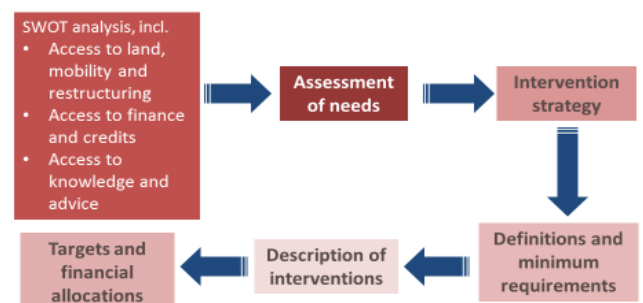 SWOT analysis, incl.
• Access to land,
mobility and
restructuring
• Access to finance
and credits
• Access to
knowledge and
advice
Assessment
of needs
Intervention
strategy
Definitions and
minimum
requirements
Description of
interventions
Targets and
financial
allocations